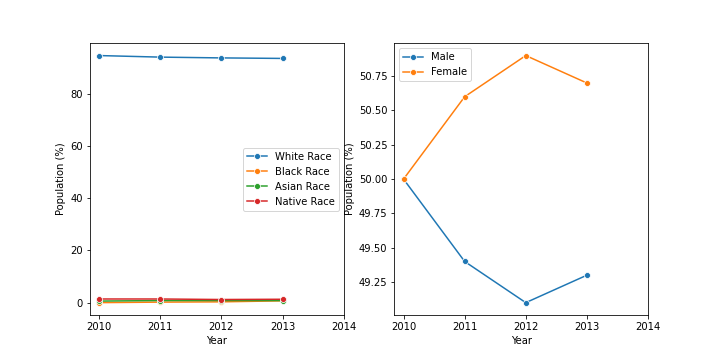 80
60
40
20
0
2010 2011 2012 2013 2014
Year
Population (%)
White Race
Black Race
Asian Race
Native Race
50.75
50.50
50.25
50.00
49.75
49.50
49.25
2010 2011 2012 2013 2014
Year
Population (%)
Male
Female